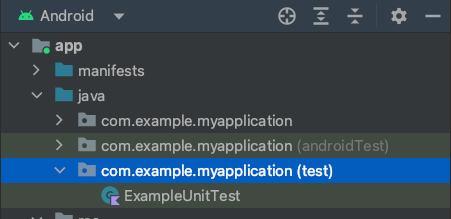 Android
app
manifests
java
com.example.myapplication
com.example.myapplication (androidTest)
com.example.myapplication (test)
ExampleUnitTest